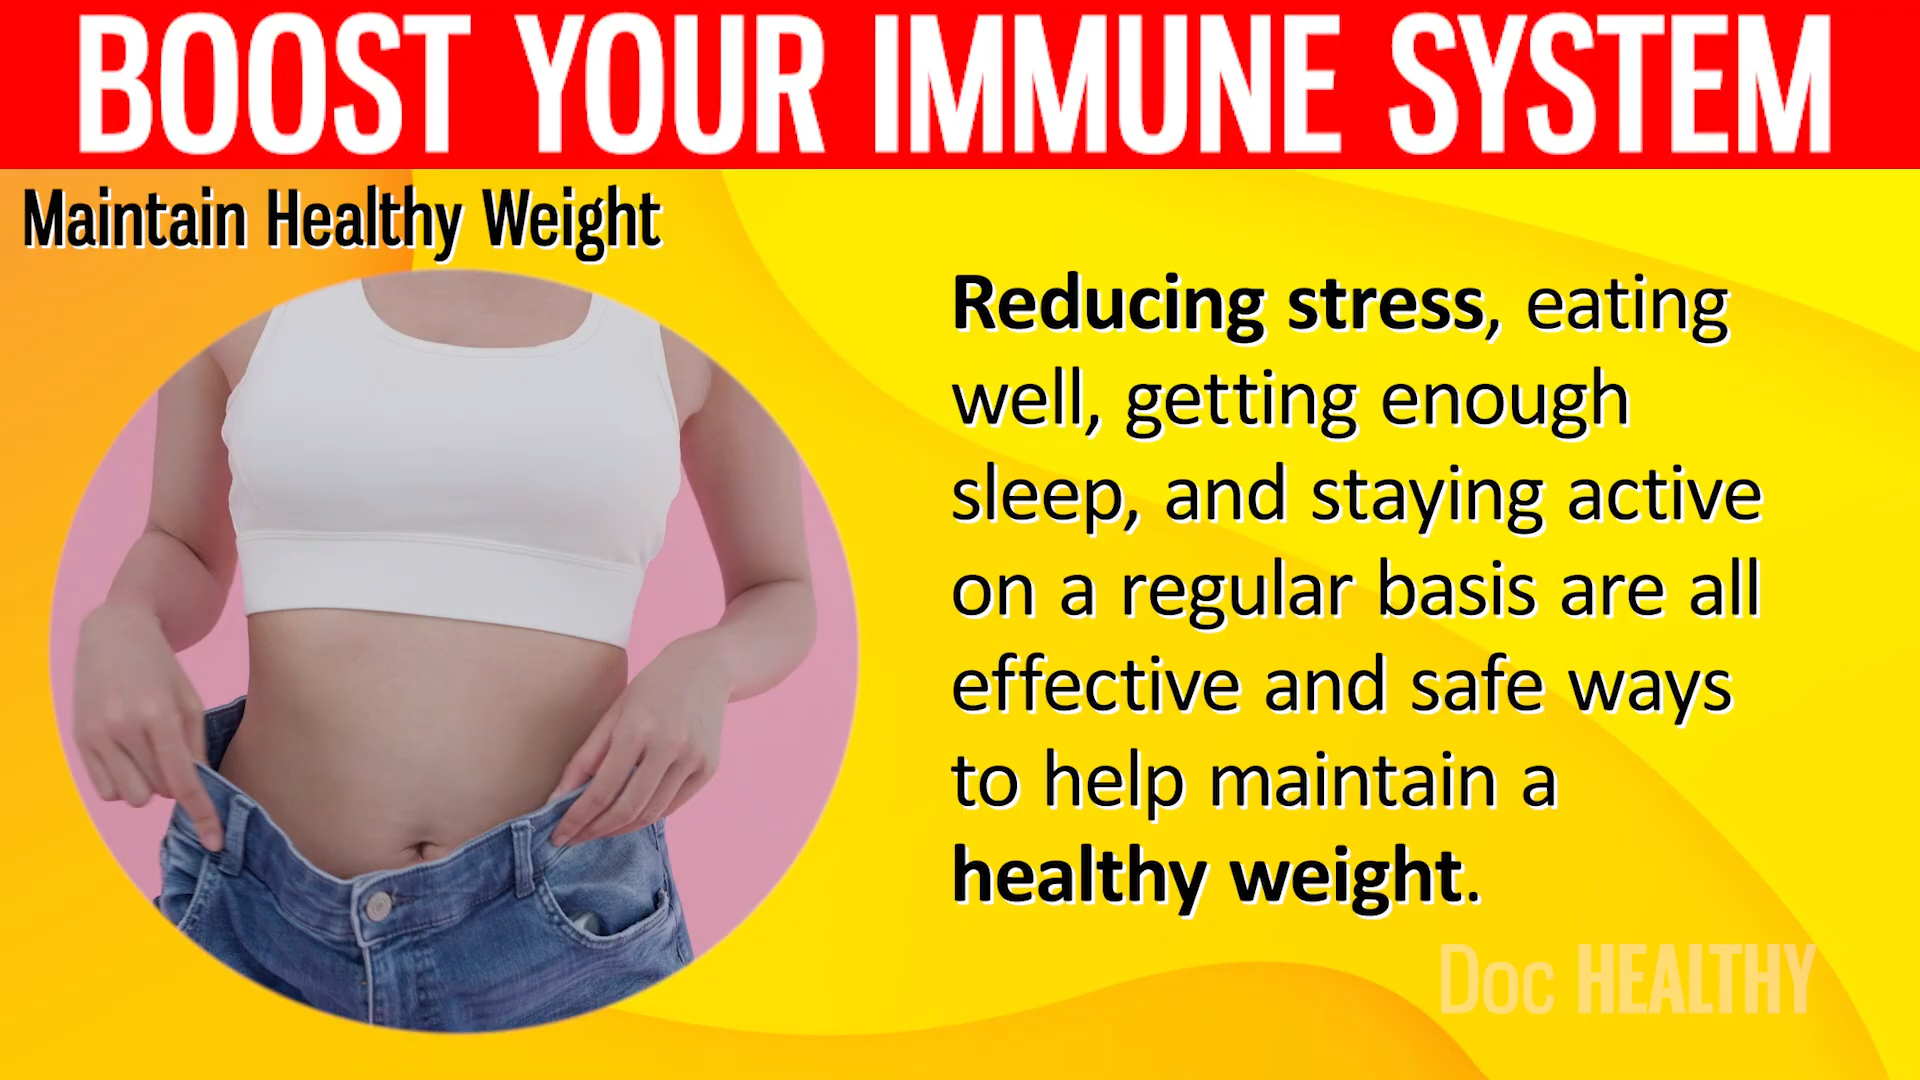 BOOST YOUR IMMUNE SYSTEM
Maintain Healthy Weight
Reducing stress, eating
well, getting enough
sleep, and staying active
on a regular basis are all
effective and safe ways
to help maintain a
healthy weight.
Doc HEALTHY